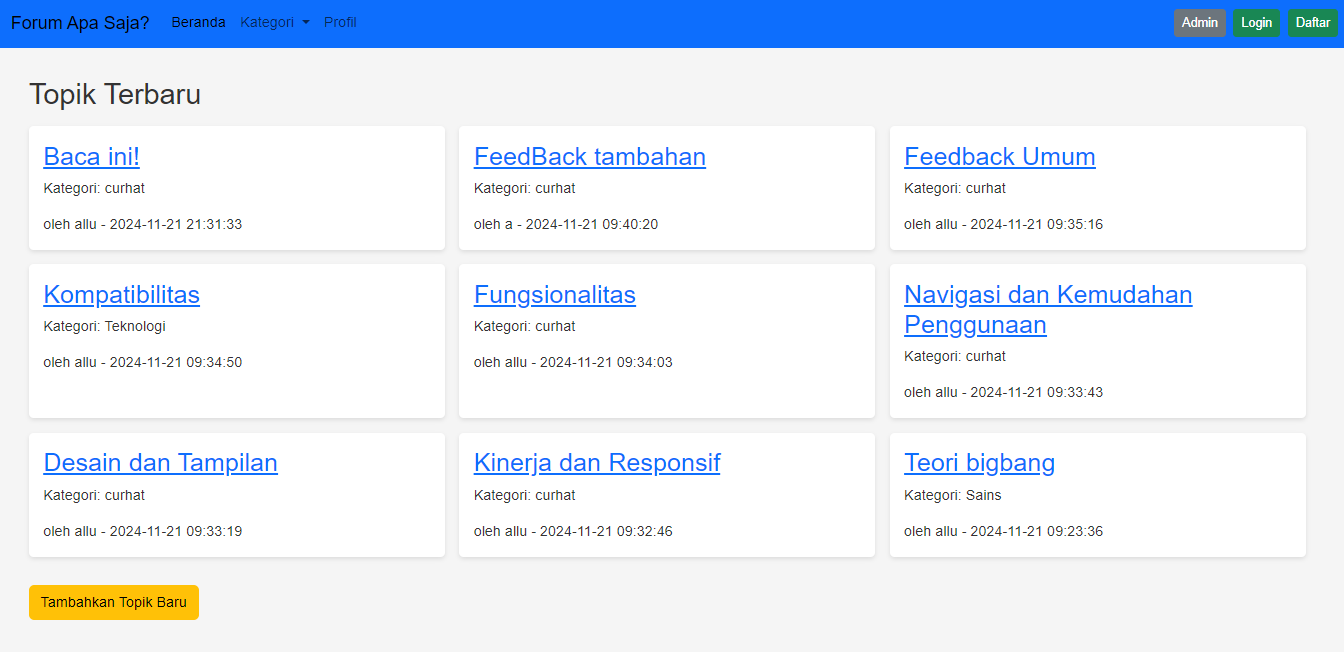 Forum Apa Saja? Beranda Kategori Profil Admin Login Daftar
Topik Terbaru
Baca ini!
Kategori: curhat
oleh allu - 2024-11-21 21:31:33
FeedBack tambahan
Kategori: curhat
oleh a - 2024-11-21 09:40:20
Feedback Umum
Kategori: curhat
oleh allu - 2024-11-21 09:35:16
Kompatibilitas
Kategori: Teknologi
oleh allu - 2024-11-21 09:34:50
Fungsionalitas
Kategori: curhat
oleh allu - 2024-11-21 09:34:03
Navigasi dan Kemudahan
Penggunaan
Kategori: curhat
oleh allu - 2024-11-21 09:33:43
Desain dan Tampilan
Kategori: curhat
oleh allu - 2024-11-21 09:33:19
Kinerja dan Responsif
Kategori: curhat
oleh allu - 2024-11-21 09:32:46
Teori bigbang
Kategori: Sains
oleh allu - 2024-11-21 09:23:36
Tambahkan Topik Baru